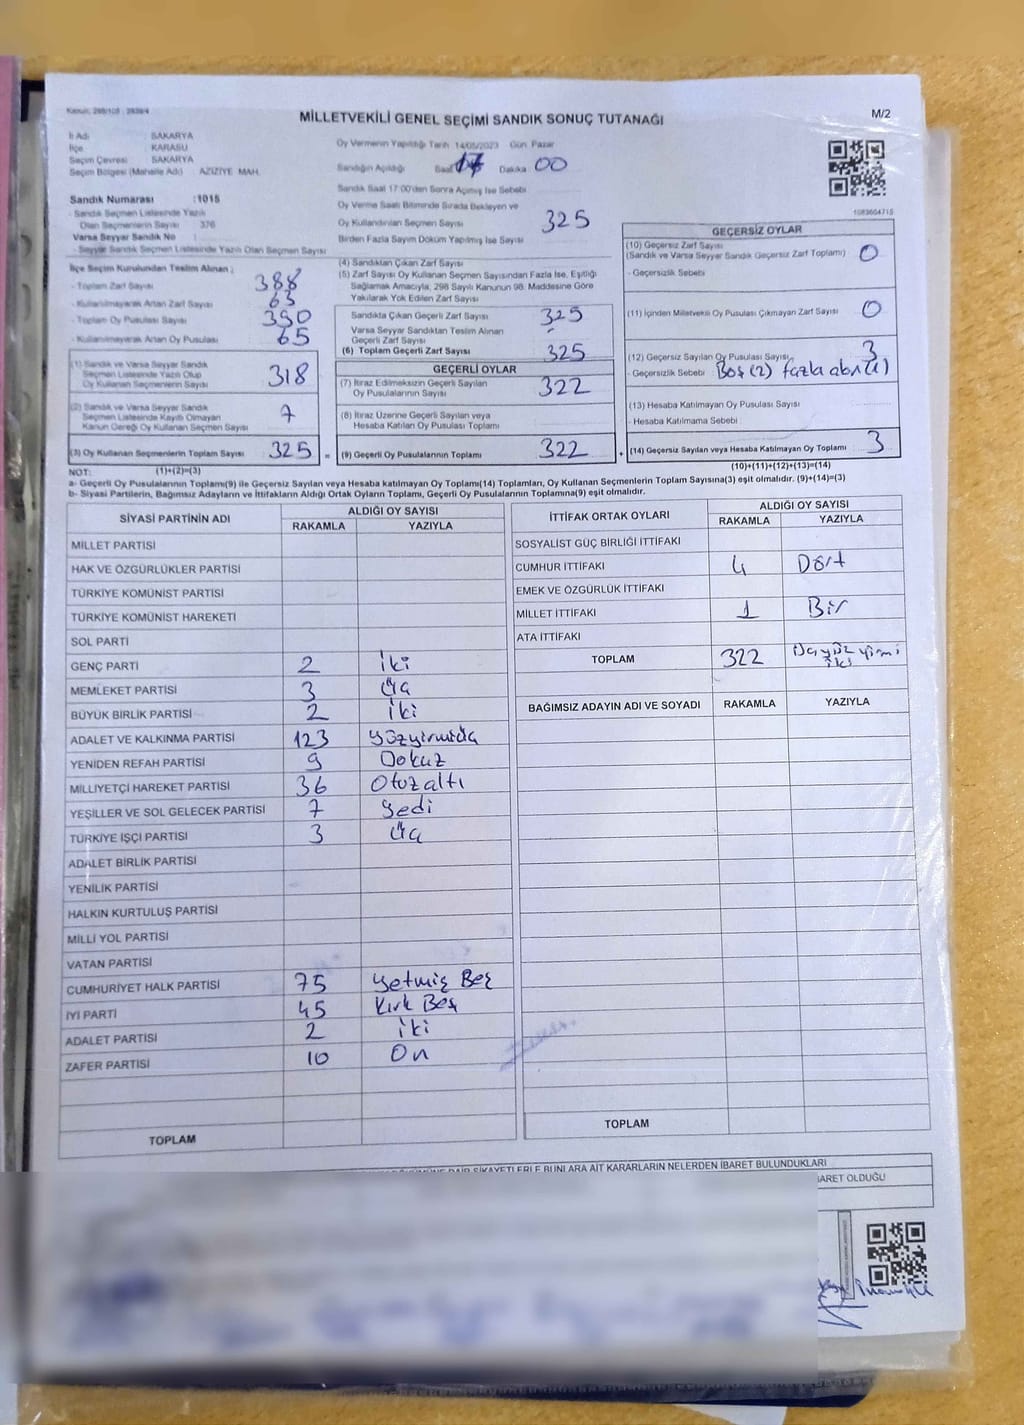 Kanun: 298/105 - 2839/4
M/2
MİLLETVEKİLİ GENEL SEÇİMİ SANDIK SONUÇ TUTANAĞI
İl Adı : SAKARYA
İlçe : KARASU
Seçim Çevresi : SAKARYA
Seçim Bölgesi (Mahalle Adı) : AZİZİYE MAH.
Sandık Numarası :1015
- Sandık Seçmen Listesinde Yazılı
Olan Seçmenlerin Sayısı : 376
Varsa Seyyar Sandık No :
- Seyyar Sandık Seçmen Listesinde Yazılı Olan Seçmen Sayısı
Oy Vermenin Yapıldığı Tarih 14/05/2023 Gün: Pazar
Sandığın Açıldığı Saat 17 Dakika 00
Sandık Saat 17:00'den Sonra Açılmış İse Sebebi
Oy Verme Saati Bitiminde Sırada Bekleyen ve
Oy Kullandırılan Seçmen Sayısı 325
Birden Fazla Sayım Döküm Yapılmış İse Sayısı
1083604715
İlçe Seçim Kurulundan Teslim Alınan ;
- Toplam Zarf Sayısı 388
- Kullanılmayarak Artan Zarf Sayısı 63
- Toplam Oy Pusulası Sayısı 390
- Kullanılmayarak Artan Oy Pusulası 65
(1) Sandık ve Varsa Seyyar Sandık
Seçmen Listesinde Yazılı Olup
Oy Kullanan Seçmenlerin Sayısı 318
(2) Sandık ve Varsa Seyyar Sandık
Seçmen Listesinde Kayıtlı Olmayan
Kanun Gereği Oy Kullanan Seçmen Sayısı 7
(3) Oy Kullanan Seçmenlerin Toplam Sayısı 325 =
(4) Sandıktan Çıkan Zarf Sayısı
(5) Zarf Sayısı Oy Kullanan Seçmen Sayısından Fazla İse, Eşitliği
Sağlamak Amacıyla, 298 Sayılı Kanunun 98. Maddesine Göre
Yakılarak Yok Edilen Zarf Sayısı
Sandıkta Çıkan Geçerli Zarf Sayısı 325
Varsa Seyyar Sandıktan Teslim Alınan
Geçerli Zarf Sayısı -
(6) Toplam Geçerli Zarf Sayısı 325
GEÇERLİ OYLAR
(7) İtiraz Edilmeksizin Geçerli Sayılan
Oy Pusulalarının Sayısı 322
(8) İtiraz Üzerine Geçerli Sayılan veya
Hesaba Katılan Oy Pusulası Toplamı
(9) Geçerli Oy Pusulalarının Toplamı 322 +
GEÇERSİZ OYLAR
(10) Geçersiz Zarf Sayısı
(Sandık ve Varsa Seyyar Sandık Geçersiz Zarf Toplamı) 0
- Geçersizlik Sebebi
(11) İçinden Milletvekili Oy Pusulası Çıkmayan Zarf Sayısı 0
(12) Geçersiz Sayılan Oy Pusulası Sayısı 3
- Geçersizlik Sebebi Boş (2) fazla
(13) Hesaba Katılmayan Oy Pusulası Sayısı
- Hesaba Katılmama Sebebi
(14) Geçersiz Sayılan veya Hesaba Katılmayan Oy Toplamı 3
NOT: (1)+(2)=(3)
(10)+(11)+(12)+(13)=(14)
a- Geçerli Oy Pusulalarının Toplamı(9) ile Geçersiz Sayılan veya Hesaba Katılmayan Oy Toplamı(14) Toplamları, Oy Kullanan Seçmenlerin Toplam Sayısına(3) eşit olmalıdır. (9)+(14)=(3)
b- Siyasi Partilerin, Bağımsız Adayların ve İttifakların Aldığı Ortak Oyların Toplamı, Geçerli Oy Pusulalarının Toplamına(9) eşit olmalıdır.
SİYASİ PARTİNİN ADI ALDIĞI OY SAYISI
RAKAMLA YAZIYLA
MİLLET PARTİSİ
HAK VE ÖZGÜRLÜKLER PARTİSİ
TÜRKİYE KOMÜNİST PARTİSİ
TÜRKİYE KOMÜNİST HAREKETİ
SOL PARTİ
GENÇ PARTİ 2 İki
MEMLEKET PARTİSİ 3 Üç
BÜYÜK BİRLİK PARTİSİ 2 İki
ADALET VE KALKINMA PARTİSİ 123 yüzyirmiüç
YENİDEN REFAH PARTİSİ 9 Dokuz
MİLLİYETÇİ HAREKET PARTİSİ 36 Otuzaltı
YEŞİLLER VE SOL GELECEK PARTİSİ 7 yedi
TÜRKİYE İŞÇİ PARTİSİ 3 Üç
ADALET BİRLİK PARTİSİ
YENİLİK PARTİSİ
HALKIN KURTULUŞ PARTİSİ
MİLLİ YOL PARTİSİ
VATAN PARTİSİ
CUMHURİYET HALK PARTİSİ 75 yetmiş Beş
İYİ PARTİ 45 Kırk Beş
ADALET PARTİSİ 2 iki
ZAFER PARTİSİ 10 On
TOPLAM
İTTİFAK ORTAK OYLARI ALDIĞI OY SAYISI
RAKAMLA YAZIYLA
SOSYALİST GÜÇ BİRLİĞİ İTTİFAKI
CUMHUR İTTİFAKI 4 Dört
EMEK VE ÖZGÜRLÜK İTTİFAKI
MİLLET İTTİFAKI 1 Bir
ATA İTTİFAKI
TOPLAM 322 iki
BAĞIMSIZ ADAYIN ADI VE SOYADI RAKAMLA YAZIYLA
TOPLAM
ŞİKAYETLERLE BUNLARA AİT KARARLARIN NELERDEN İBARET BULUNDUKLARI
İBARET OLDUĞU